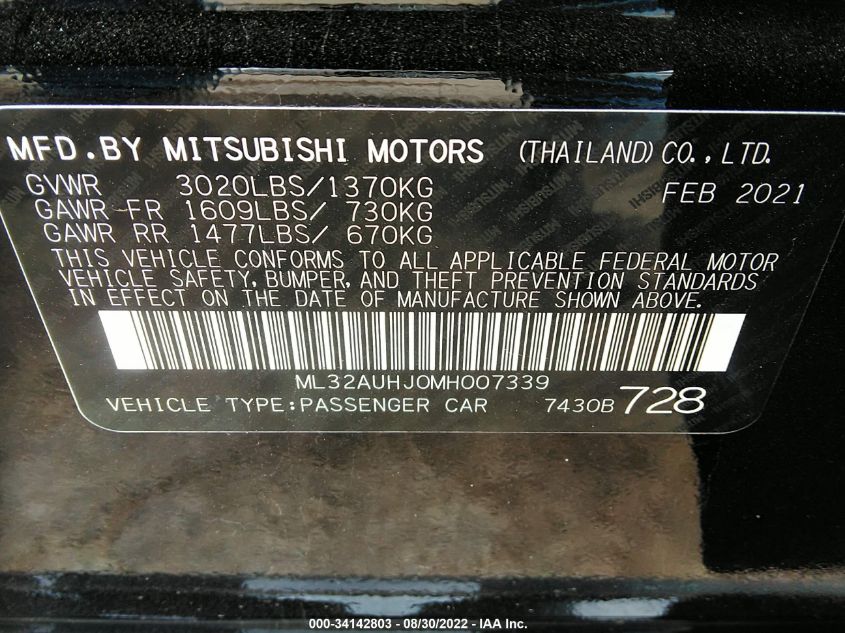 MFD.BY MITSUBISHI MOTORS (THAILAND) CO., LTD.
GVWR 3020LBS/1370KG FEB 2021
GAWR FR 1609LBS/ 730KG
GAWR RR 1477LBS/ 670KG
THIS VEHICLE CONFORMS TO ALL APPLICABLE FEDERAL MOTOR
VEHICLE SAFETY, BUMPER, AND THEFT PREVENTION STANDARDS
IN EFFECT ON THE DATE OF MANUFACTURE SHOWN ABOVE.
ML32AUHJ0MH007339
VEHICLE TYPE:PASSENGER CAR 7430B 728
000-34142803 - 08/30/2022 - IAA Inc.